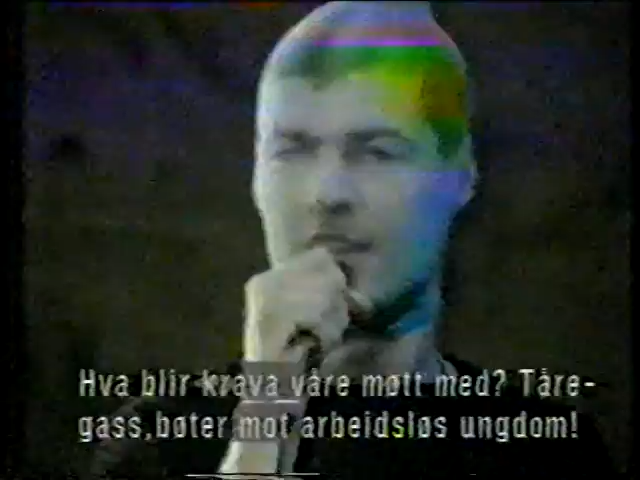 Hva blir krava våre møtt med? Tåre-
gass,bøter mot arbeidsløs ungdom!